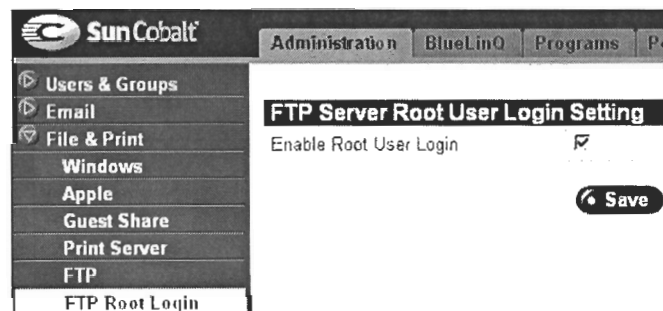 Sun Cobalt
Administration
BlueLinQ
Programs
Users & Groups
Email
File & Print
Windows
Apple
Guest Share
Print Server
FTP
FTP Root Login
FTP Server Root User Login Setting
Enable Root User Login
Save